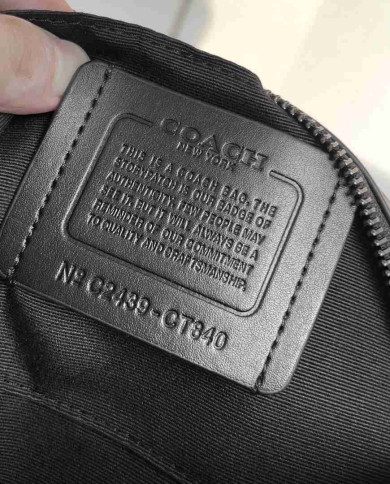 COACH
NEW YORK
THIS IS A COACH BAG. THE
STORYPATCH IS OUR BADGE OF
AUTHENTICITY. FEW PEOPLE MAY
SEE IT, BUT IT WILL ALWAYS BE A
REMINDER OF OUR COMMITMENT
TO QUALITY AND CRAFTSMANSHIP.
Nº C2439-CT840